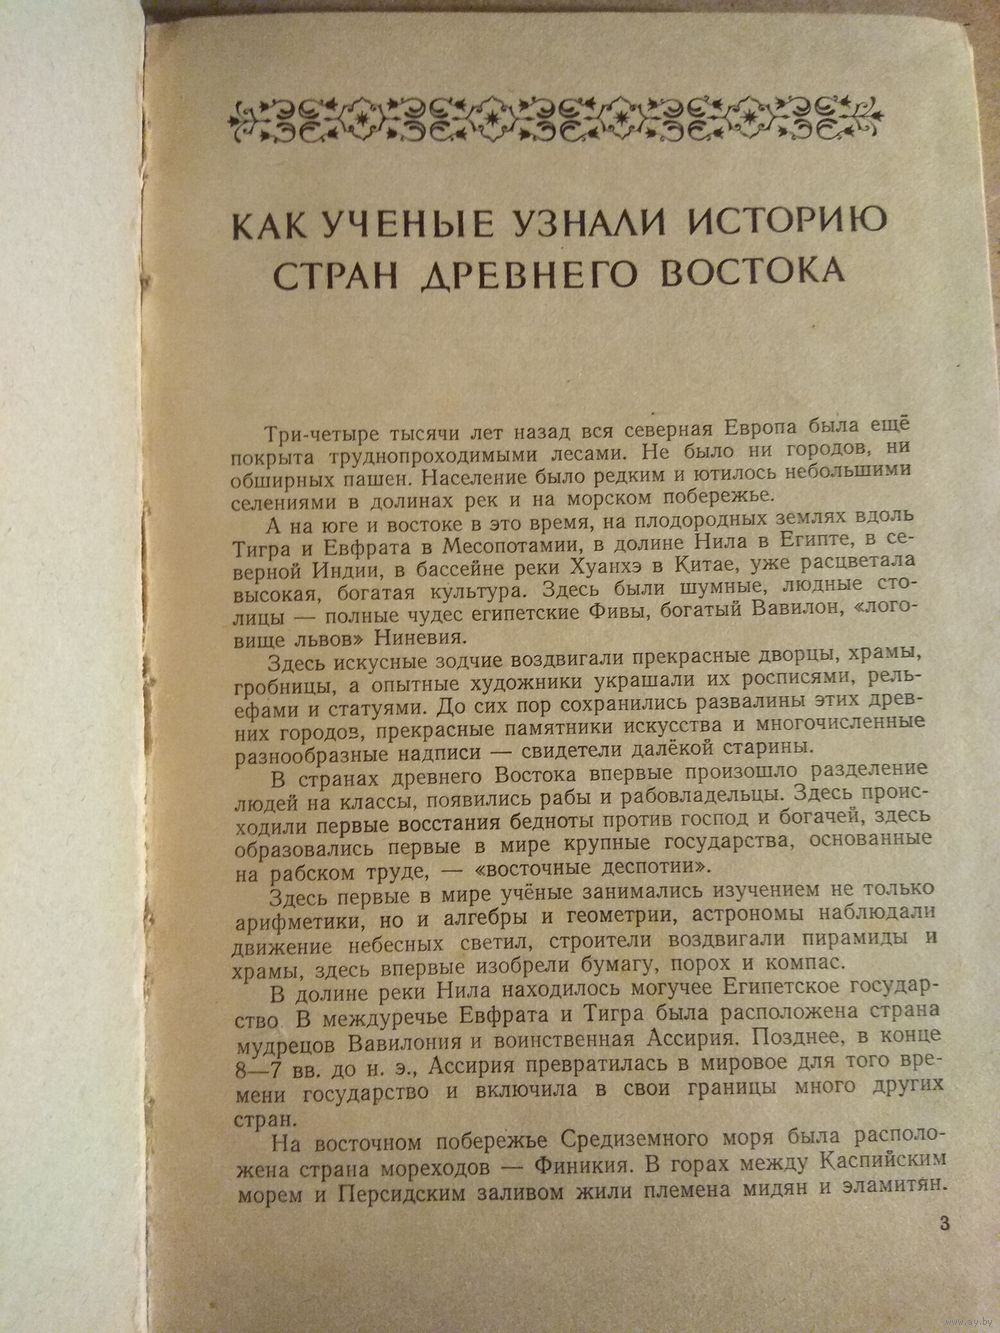 КАК УЧЕНЫЕ УЗНАЛИ ИСТОРИЮ
СТРАН ДРЕВНЕГО ВОСТОКА
Три-четыре тысячи лет назад вся северная Европа была ещё
покрыта труднопроходимыми лесами. Не было ни городов, ни
обширных пашен. Население было редким и ютилось небольшими
селениями в долинах рек и на морском побережье.
А на юге и востоке в это время, на плодородных землях вдоль
Тигра и Евфрата в Месопотамии, в долине Нила в Египте, в се-
верной Индии, в бассейне реки Хуанхэ в Китае, уже расцветала
высокая, богатая культура. Здесь были шумные, людные сто-
лицы — полные чудес египетские Фивы, богатый Вавилон, «лого-
вище львов» Ниневия.
Здесь искусные зодчие воздвигали прекрасные дворцы, храмы,
гробницы, а опытные художники украшали их росписями, рель-
ефами и статуями. До сих пор сохранились развалины этих древ-
них городов, прекрасные памятники искусства и многочисленные
разнообразные надписи — свидетели далёкой старины.
В странах древнего Востока впервые произошло разделение
людей на классы, появились рабы и рабовладельцы. Здесь проис-
ходили первые восстания бедноты против господ и богачей, здесь
образовались первые в мире крупные государства, основанные
на рабском труде, — «восточные деспотии».
Здесь первые в мире учёные занимались изучением не только
арифметики, но и алгебры и геометрии, астрономы наблюдали
движение небесных светил, строители воздвигали пирамиды и
храмы, здесь впервые изобрели бумагу, порох и компас.
В долине реки Нила находилось могучее Египетское государ-
ство. В междуречье Евфрата и Тигра была расположена страна
мудрецов Вавилония и воинственная Ассирия. Позднее, в конце
8—7 вв. до н. э., Ассирия превратилась в мировое для того вре-
мени государство и включила в свои границы много других
стран.
На восточном побережье Средиземного моря была располо-
жена страна мореходов — Финикия. В горах между Каспийским
морем и Персидским заливом жили племена мидян и эламитян.
3
www.ay.by